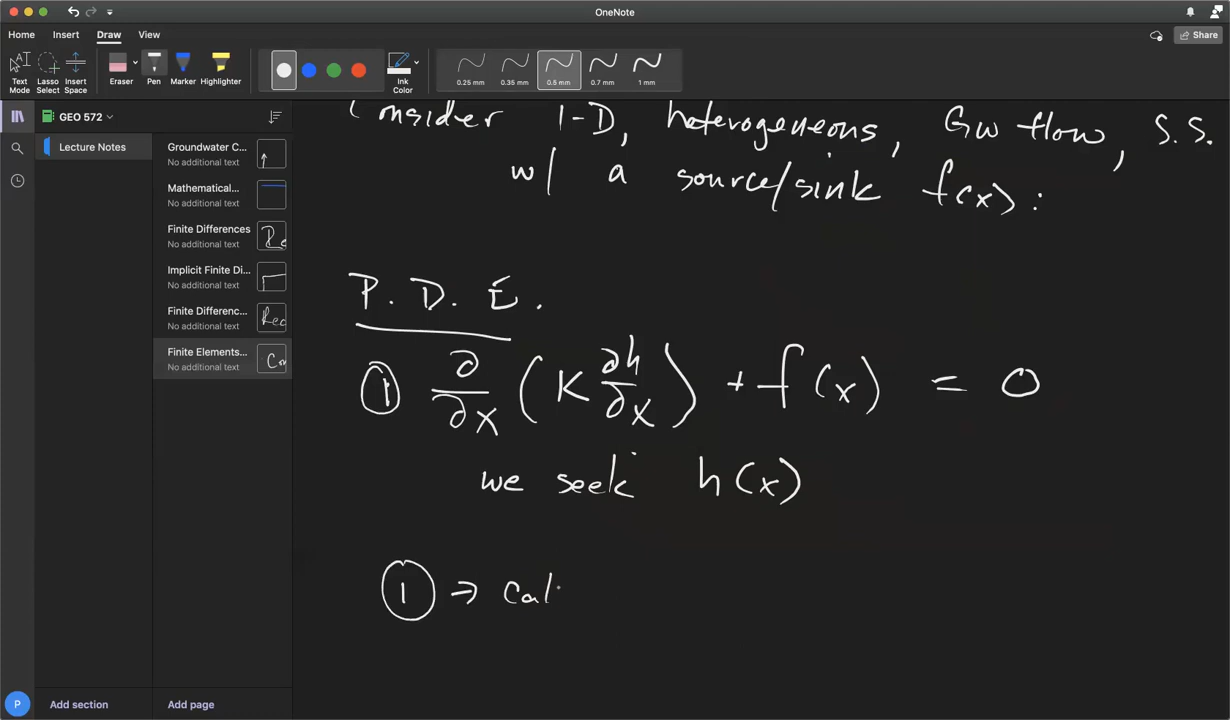 OneNote
Home Insert Draw View
Share
Text Mode
Lasso Select
Insert Space
Eraser
Pen
Marker
Highlighter
Ink Color
0.25 mm
0.35 mm
0.5 mm
0.7 mm
1 mm
GEO 572
Lecture Notes
Groundwater C...
No additional text
Mathematical...
No additional text
Finite Differences
No additional text
Implicit Finite Di...
No additional text
Finite Differenc...
No additional text
Finite Elements...
No additional text
Consider 1-D, heterogeneous, GW flow, S.S.
w/ a source/sink f(x):
P. D. E.
① ∂/∂x (K ∂h/∂x) + f(x) = 0
we seek h(x)
① ⇒ cal
P
Add section
Add page